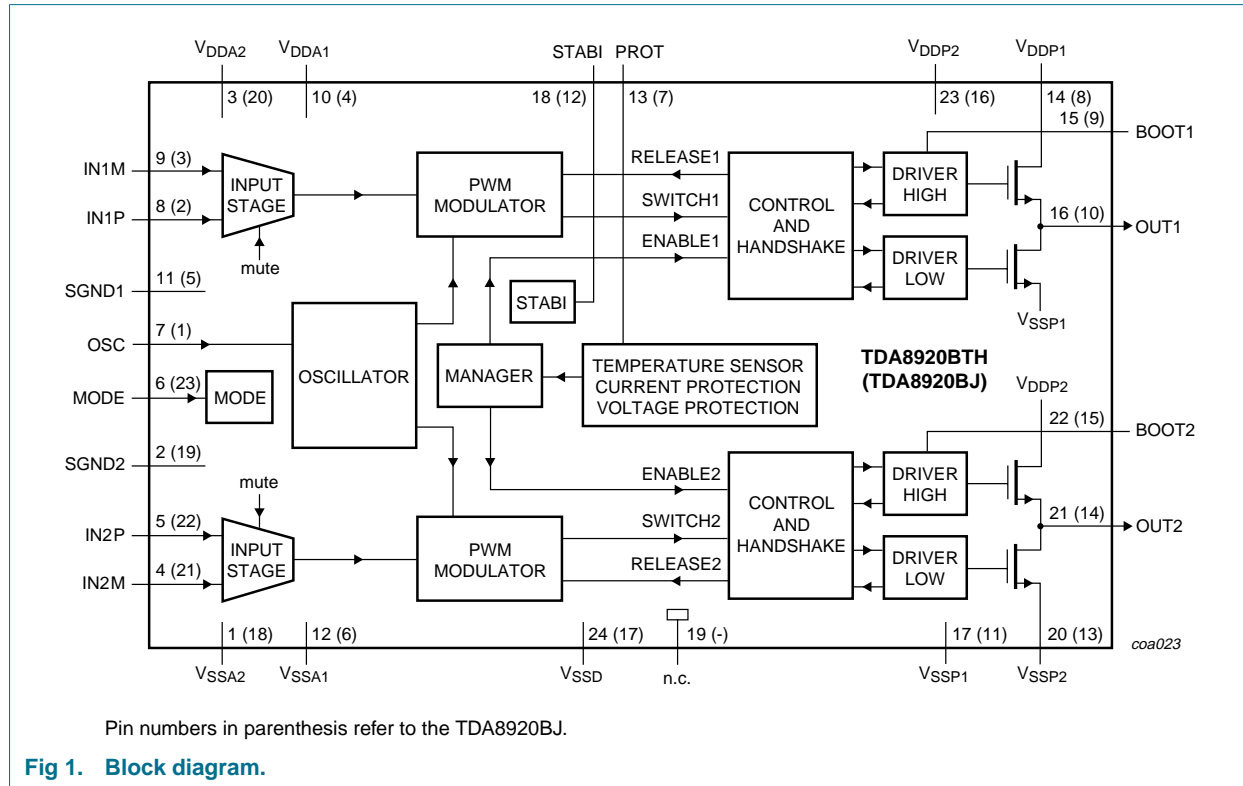 VDDA2
VDDA1
STABI PROT
VDDP2
VDDP1
3 (20)
10 (4)
18 (12)
13 (7)
23 (16)
14 (8)
15 (9)
BOOT1
IN1M
9 (3)
INPUT
STAGE
PWM
MODULATOR
RELEASE1
CONTROL
AND
HANDSHAKE
DRIVER
HIGH
IN1P
8 (2)
SWITCH1
16 (10)
OUT1
mute
ENABLE1
DRIVER
LOW
SGND1
11 (5)
STABI
VSSP1
OSC
7 (1)
OSCILLATOR
MANAGER
TEMPERATURE SENSOR
CURRENT PROTECTION
VOLTAGE PROTECTION
TDA8920BTH
(TDA8920BJ)
MODE
6 (23)
MODE
VDDP2
22 (15)
BOOT2
SGND2
2 (19)
mute
ENABLE2
CONTROL
AND
HANDSHAKE
DRIVER
HIGH
IN2P
5 (22)
INPUT
STAGE
PWM
MODULATOR
SWITCH2
21 (14)
OUT2
IN2M
4 (21)
RELEASE2
DRIVER
LOW
1 (18)
12 (6)
24 (17)
19 (-)
17 (11)
20 (13)
coa023
VSSA2
VSSA1
VSSD
n.c.
VSSP1
VSSP2
Pin numbers in parenthesis refer to the TDA8920BJ.
Fig 1. Block diagram.